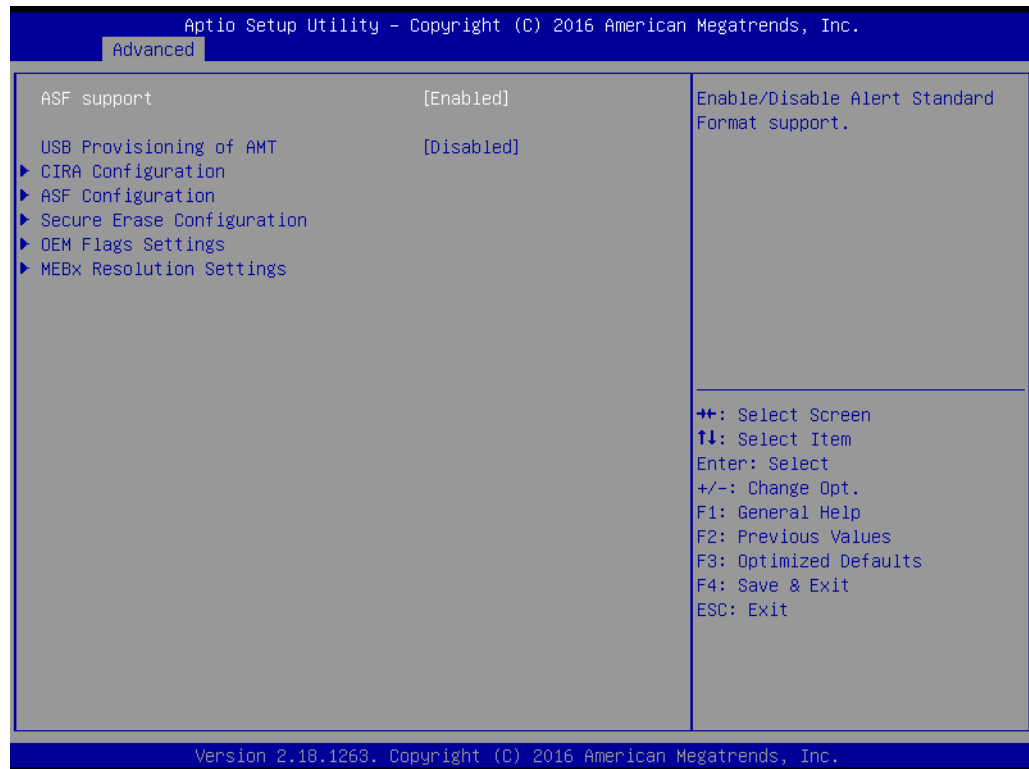 Aptio Setup Utility – Copyright (C) 2016 American Megatrends, Inc.
Advanced
ASF support [Enabled]
USB Provisioning of AMT [Disabled]
CIRA Configuration
ASF Configuration
Secure Erase Configuration
OEM Flags Settings
MEBx Resolution Settings
Enable/Disable Alert Standard
Format support.
→←: Select Screen
↑↓: Select Item
Enter: Select
+/-: Change Opt.
F1: General Help
F2: Previous Values
F3: Optimized Defaults
F4: Save & Exit
ESC: Exit
Version 2.18.1263. Copyright (C) 2016 American Megatrends, Inc.